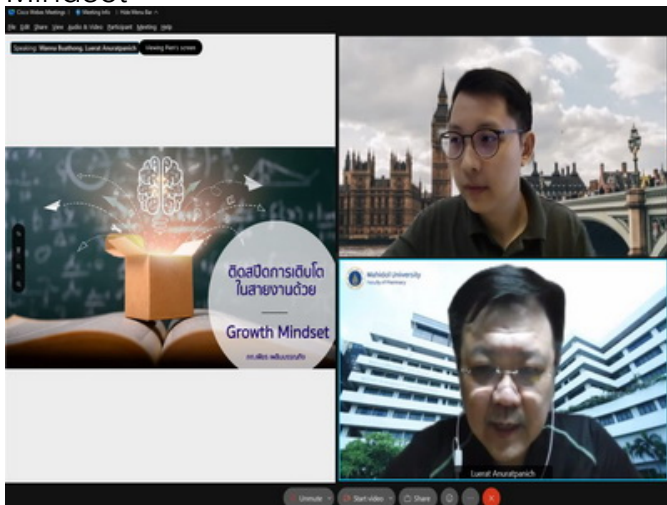 Mindset
Cisco Webex Meetings
Meeting Info
Hide Menu Bar
File Edit Share View Audio & Video Participant Meeting Help
Speaking: Wannu Buathong, Luerat Anuratpanich
Viewing Parn's screen
ติดสปีดการเติบโต
ในสายงานด้วย
Growth Mindset
Mahidol University
Faculty of Pharmacy
Luerat Anuratpanich
Unmute
Start video
Share